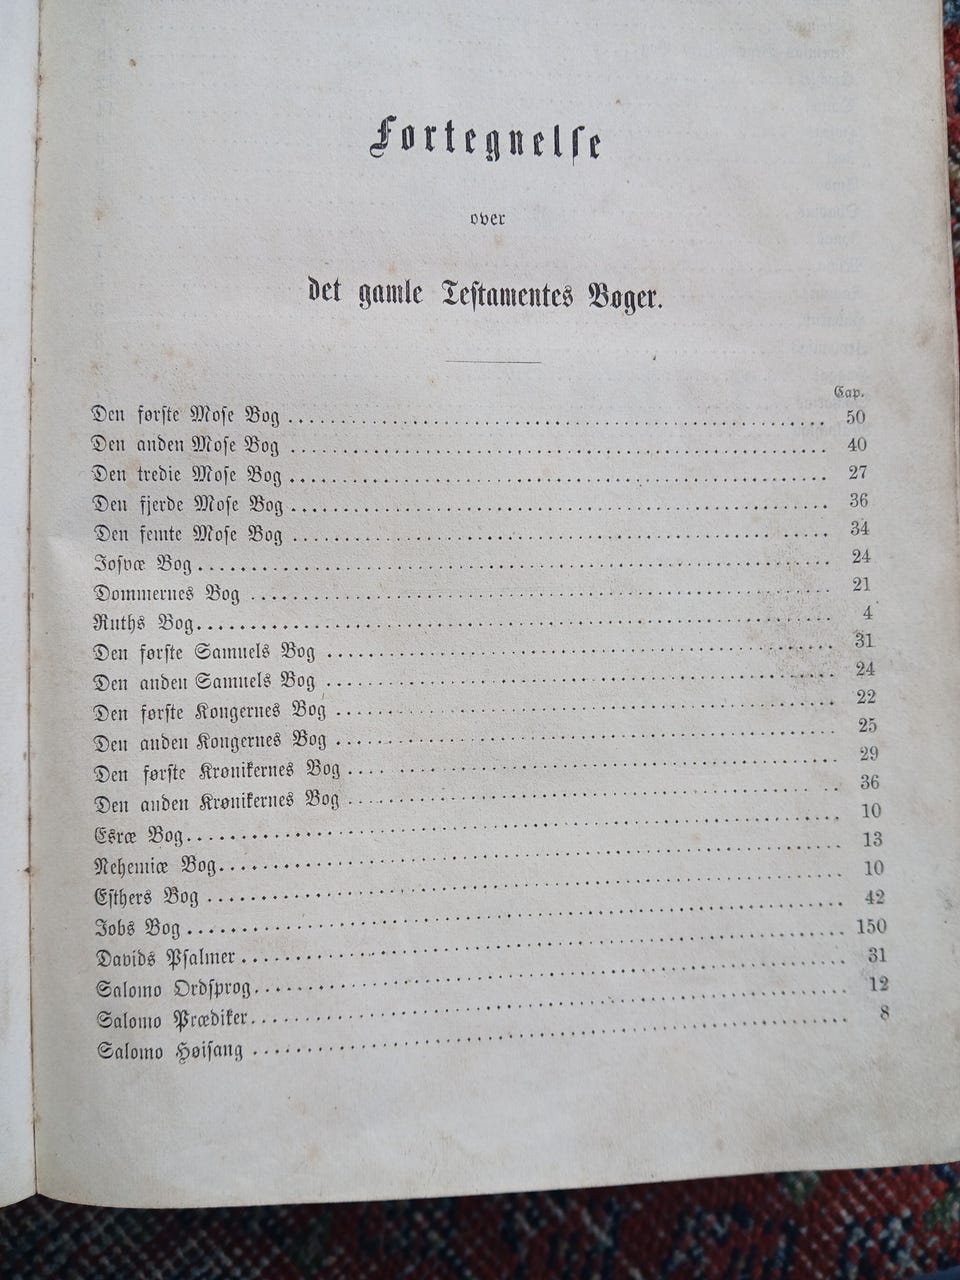 Fortegnelse
over
det gamle Testamentes Bøger.
Cap.
Den første Mose Bog 50
Den anden Mose Bog 40
Den tredie Mose Bog 27
Den fjerde Mose Bog 36
Den femte Mose Bog 34
Josvæ Bog 24
Dommernes Bog 21
Ruths Bog 4
Den første Samuels Bog 31
Den anden Samuels Bog 24
Den første Kongernes Bog 22
Den anden Kongernes Bog 25
Den første Krønikernes Bog 29
Den anden Krønikernes Bog 36
Esræ Bog 10
Nehemiæ Bog 13
Esthers Bog 10
Jobs Bog 42
Davids Psalmer 150
Salomo Ordsprog 31
Salomo Prædiker 12
Salomo Høisang 8